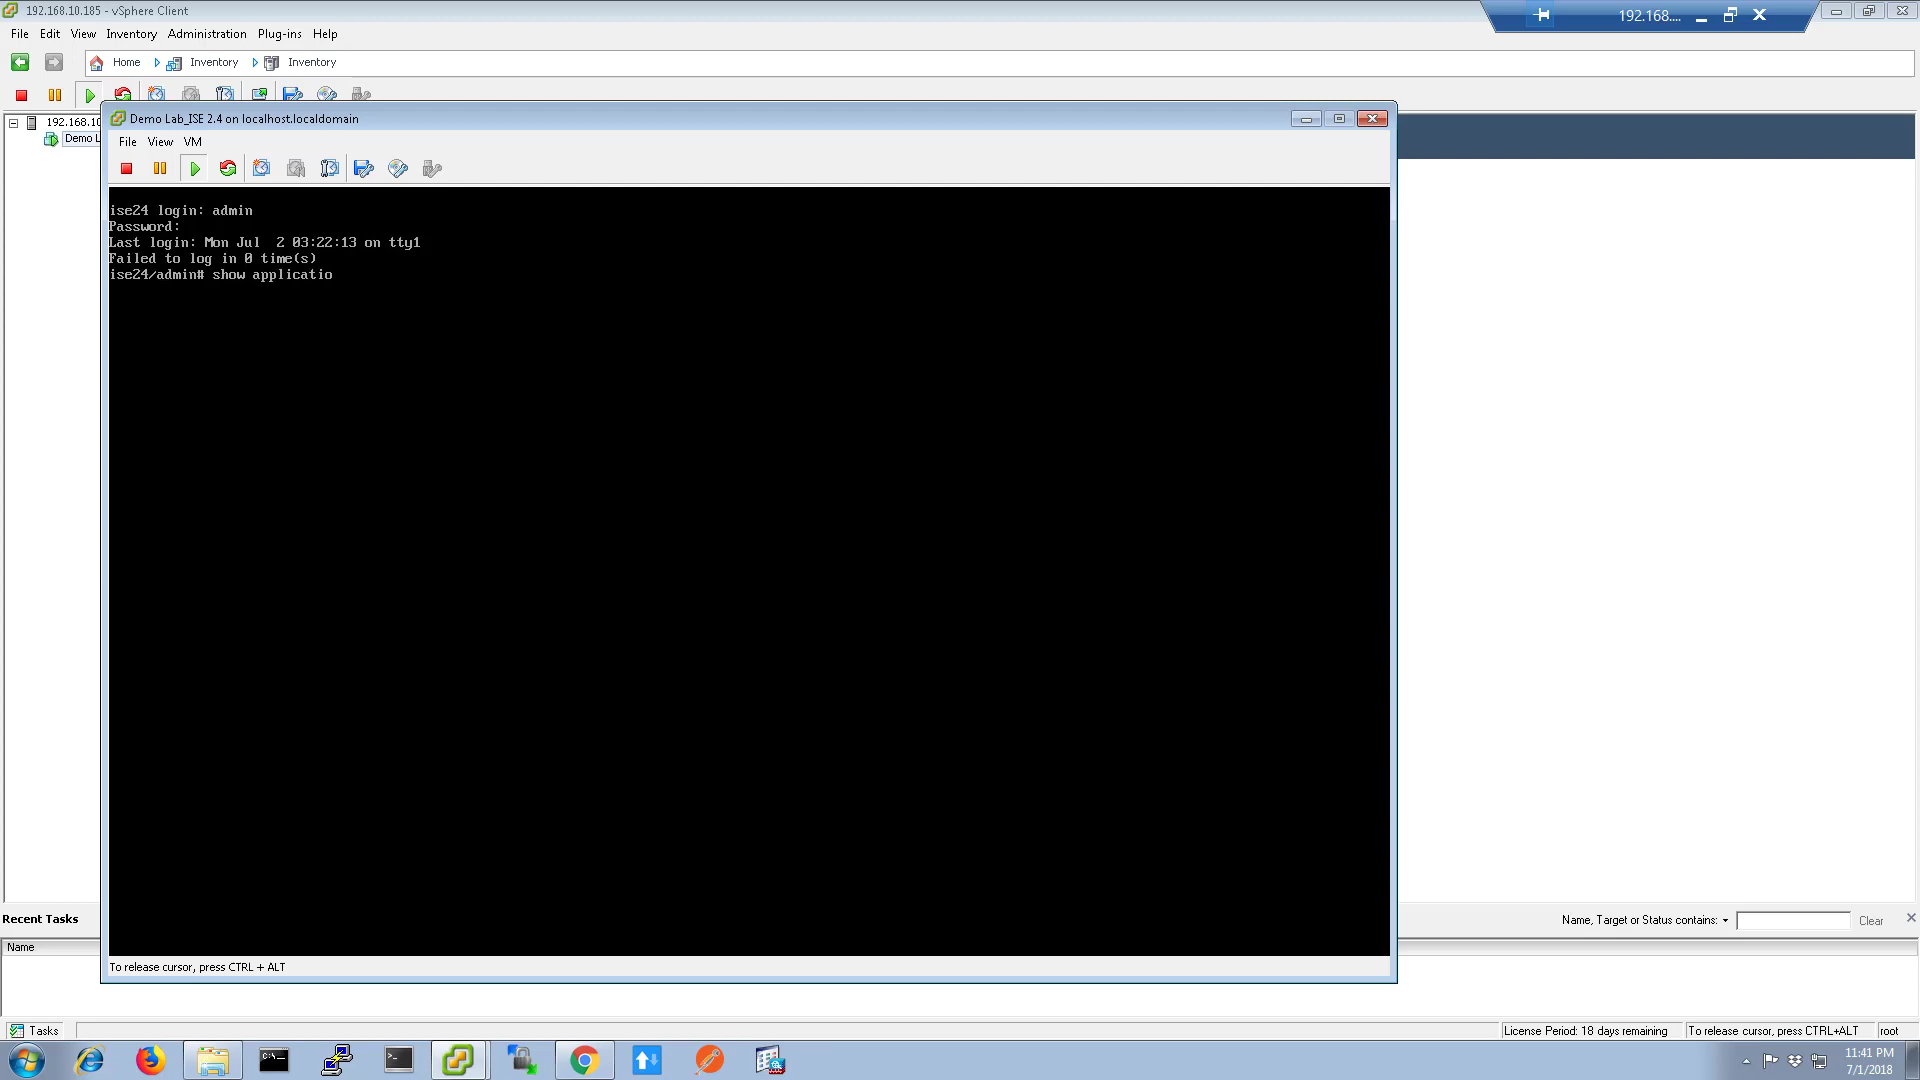 192.168.10.185 - vSphere Client
192.168....
File Edit View Inventory Administration Plug-ins Help
Home Inventory Inventory
192.168.10
Demo L
Demo Lab_ISE 2.4 on localhost.localdomain
File View VM
ise24 login: admin
Password:
Last login: Mon Jul  2 03:22:13 on tty1
Failed to log in 0 time(s)
ise24/admin# show applicatio
To release cursor, press CTRL + ALT
Recent Tasks
Name, Target or Status contains: Clear
Name
Tasks
License Period: 18 days remaining
To release cursor, press CTRL+ALT
root
C:\_
>_
11:41 PM
7/1/2018